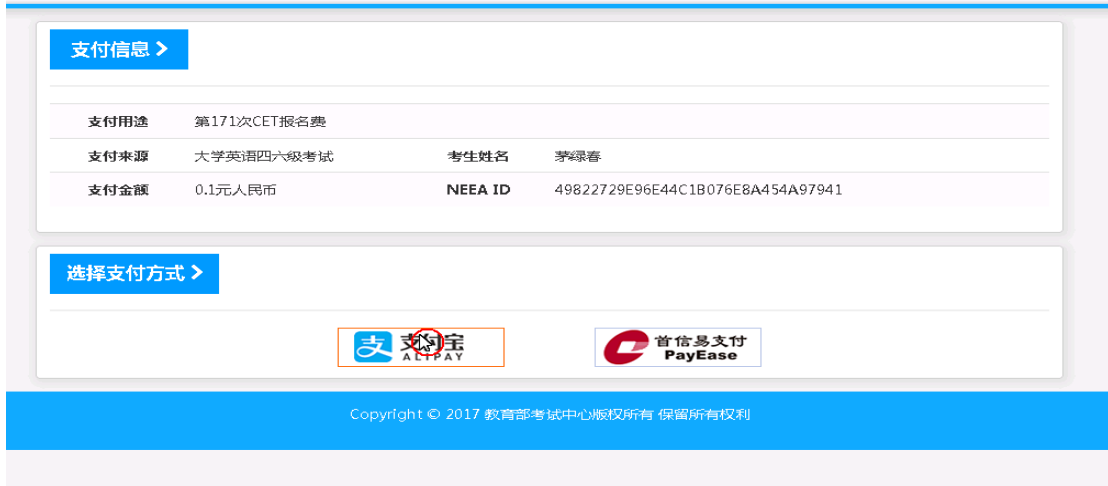 支付信息
支付用途 第171次CET报名费
支付来源 大学英语四六级考试 考生姓名 茅绿春
支付金额 0.1元人民币 NEEA ID 49822729E96E44C1B076E8A454A97941
选择支付方式
支 支付宝 首信易支付
ALIPAY PayEase
Copyright © 2017 教育部考试中心版权所有 保留所有权利